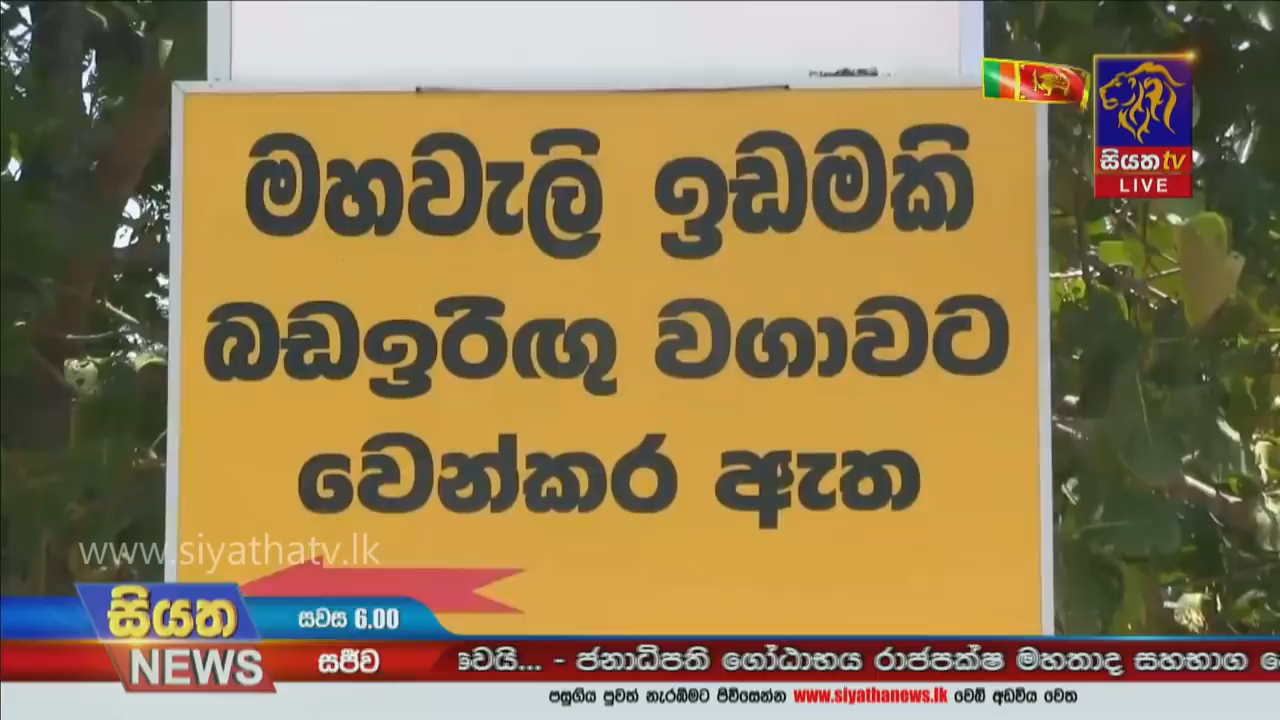 සියත tv
LIVE
මහවැලි ඉඩමකි
බඩඉරිඟු වගාවට
වෙන්කර ඇත
www.siyathatv.lk
සියත
NEWS
සවස 6.00
සජීව
වෙයි... - ජනාධිපති ගෝඨාභය රාජපක්ෂ මහතාද සහභාග
පසුගිය පුවත් නැරඹීමට පිවිසෙන්න www.siyathanews.lk වෙබ් අඩවිය වෙත